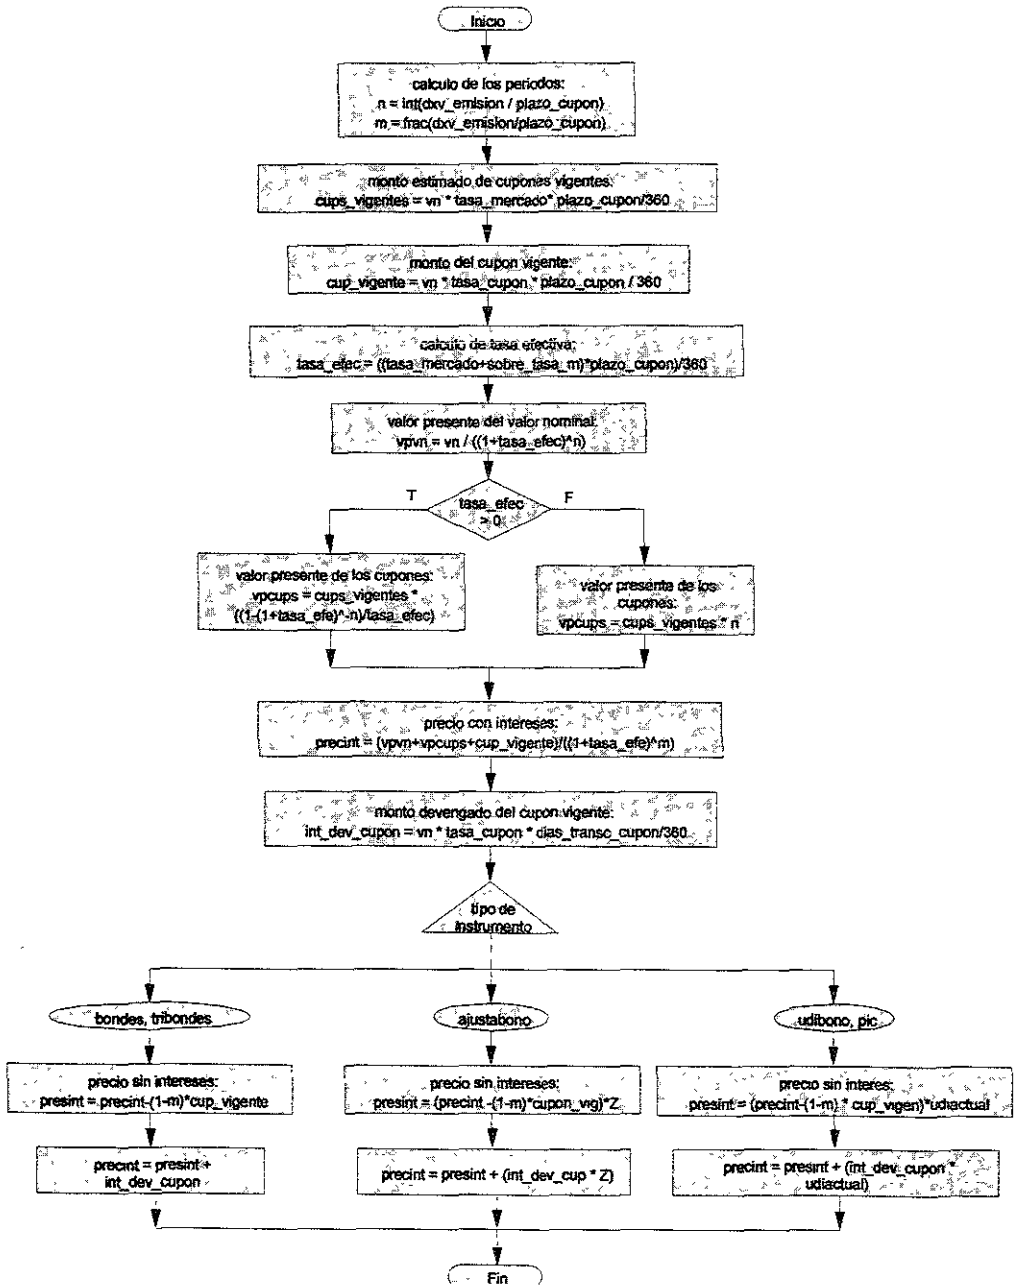 Inicio
calculo de los periodos:
n = int(dxv_emision / plazo_cupon)
m = frac(dxv_emision/plazo_cupon)
monto estimado de cupones vigentes:
cups_vigentes = vn * tasa_mercado* plazo_cupon/360
monto del cupon vigente:
cup_vigente = vn * tasa_cupon * plazo_cupon / 360
calculo de tasa efectiva:
tasa_efec = ((tasa_mercado+sobre_tasa_m)*plazo_cupon)/360
valor presente del valor nominal:
vpvn = vn / ((1+tasa_efec)^n)
T
tasa_efec
> 0
F
valor presente de los cupones:
vpcups = cups_vigentes *
((1-(1+tasa_efe)^-n)/tasa_efec)
valor presente de los
cupones:
vpcups = cups_vigentes * n
precio con intereses:
precint = (vpvn+vpcups+cup_vigente)/((1+tasa_efe)^m)
monto devengado del cupon vigente:
int_dev_cupon = vn * tasa_cupon * dias_transc_cupon/360
tipo de
instrumento
bondes, tribondes
ajustabono
udibono, pic
precio sin intereses:
presint = precint-(1-m)*cup_vigente
precio sin intereses:
presint = (precint -(1-m)*cupon_vig)*Z
precio sin interes:
presint = (precint-(1-m) * cup_vigen)*udiactual
precint = presint +
int_dev_cupon
precint = presint + (int_dev_cup * Z)
precint = presint + (int_dev_cupon *
udiactual)
Fin